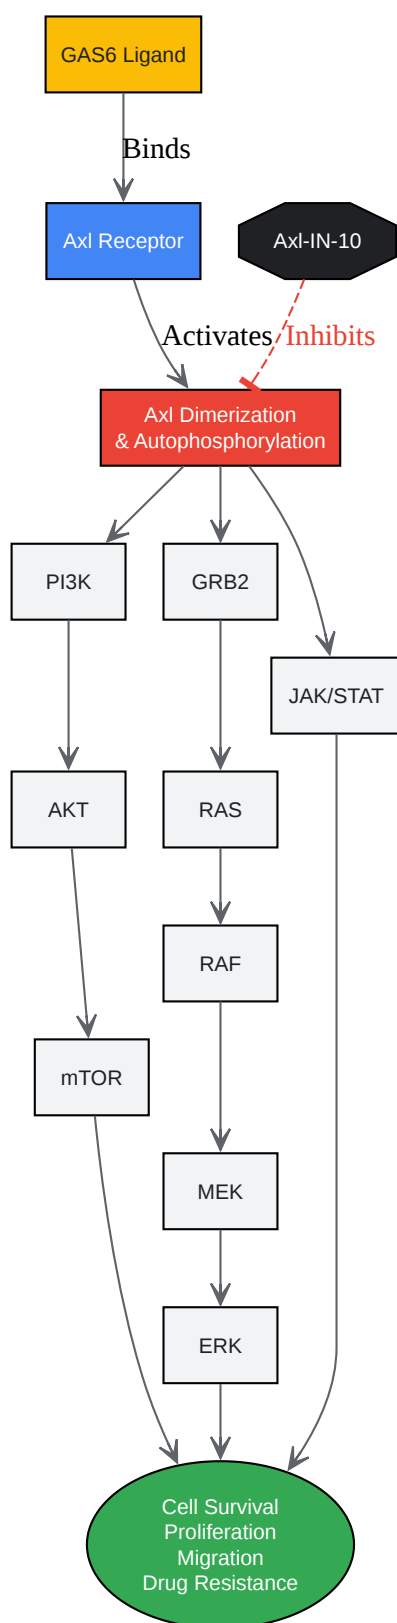 GAS6 Ligand
Binds
Axl Receptor
Axl-IN-10
Activates
Inhibits
Axl Dimerization
& Autophosphorylation
PI3K
GRB2
JAK/STAT
AKT
RAS
RAF
mTOR
MEK
ERK
Cell Survival
Proliferation
Migration
Drug Resistance